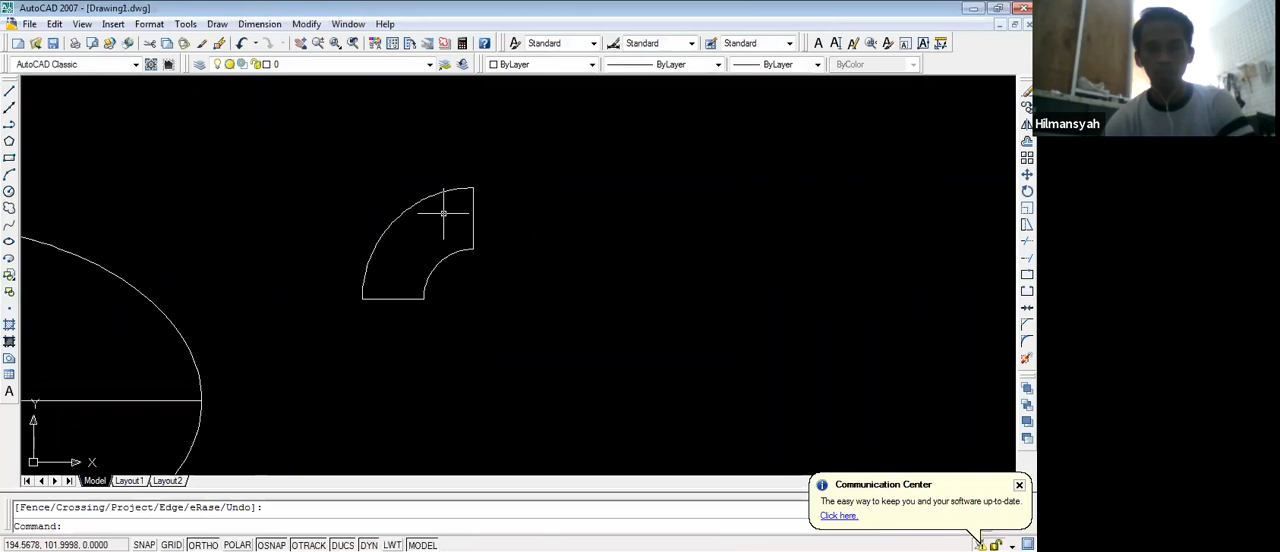 AutoCAD 2007 - [Drawing1.dwg]
File Edit View Insert Format Tools Draw Dimension Modify Window Help
Standard Standard Standard
AutoCAD Classic 0 ByLayer ByLayer ByLayer ByColor
Hilmansyah
A
Y
X
Model Layout1 Layout2
Communication Center
The easy way to keep you and your software up-to-date.
Click here.
[Fence/Crossing/Project/Edge/eRase/Undo]:
Command:
194.5678, 101.9998, 0.0000 SNAP GRID ORTHO POLAR OSNAP OTRACK DUCS DYN LWT MODEL